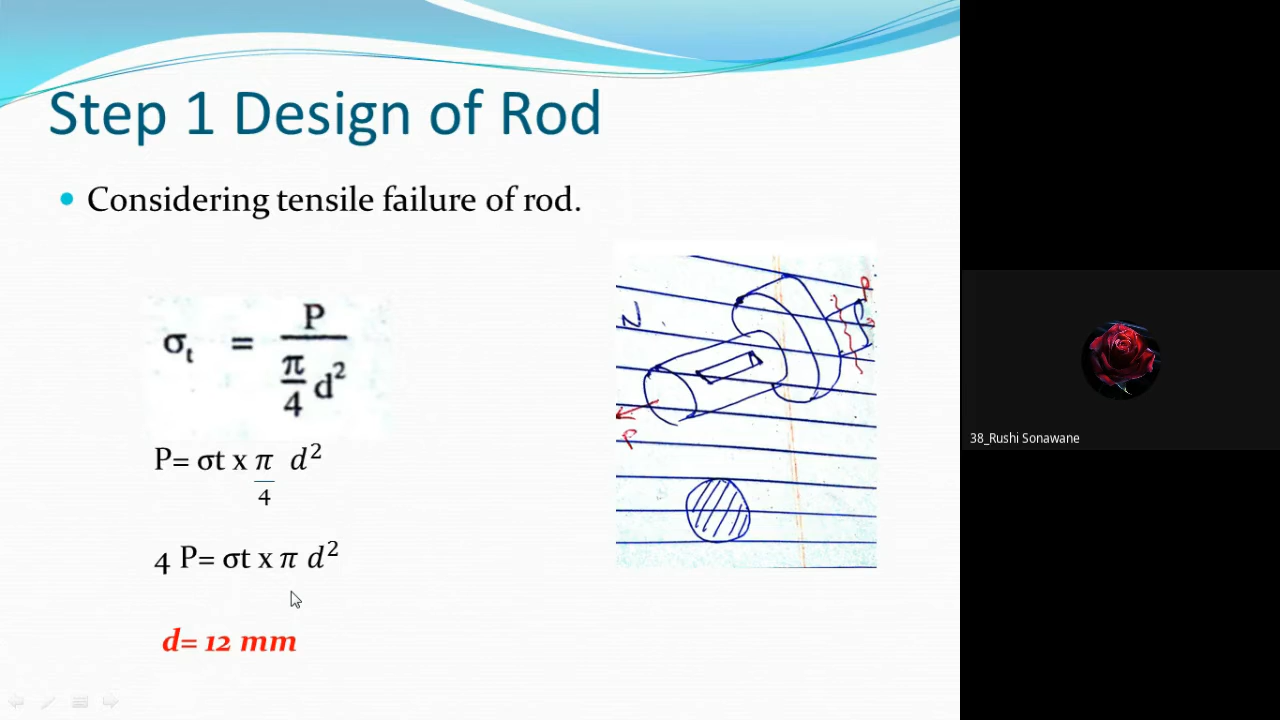 Step 1 Design of Rod
Considering tensile failure of rod.
σt = P / π/4 d²
P= σt x π/4 d²
4 P= σt x π d²
d= 12 mm
P
P
38_Rushi Sonawane